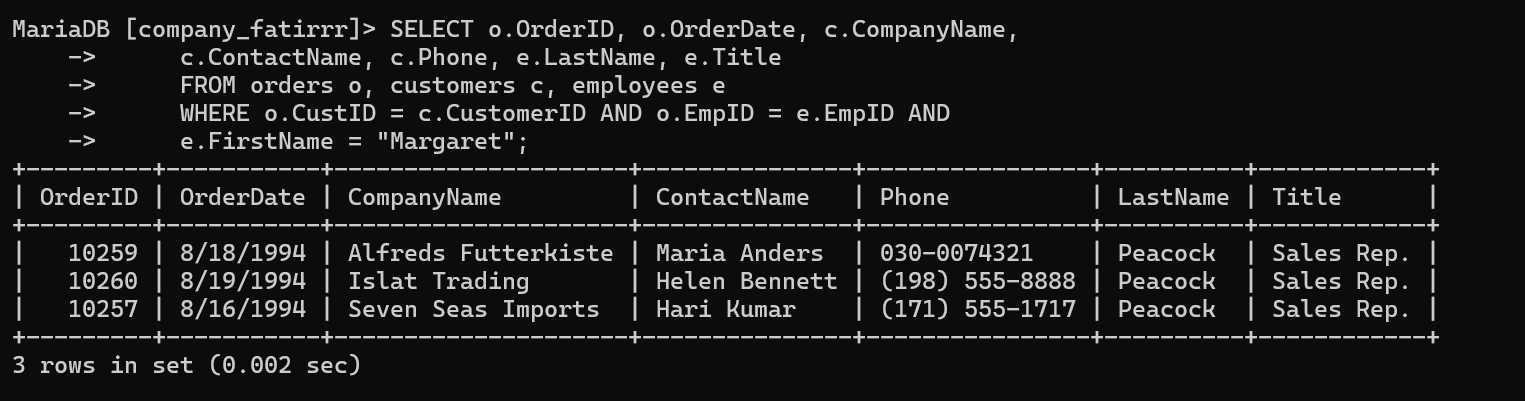 MariaDB [company_fatirrr]> SELECT o.OrderID, o.OrderDate, c.CompanyName,
    ->      c.ContactName, c.Phone, e.LastName, e.Title
    ->      FROM orders o, customers c, employees e
    ->      WHERE o.CustID = c.CustomerID AND o.EmpID = e.EmpID AND
    ->      e.FirstName = "Margaret";
+---------+-----------+---------------------+---------------+----------------+----------+------------+
| OrderID | OrderDate | CompanyName         | ContactName   | Phone          | LastName | Title      |
+---------+-----------+---------------------+---------------+----------------+----------+------------+
|   10259 | 8/18/1994 | Alfreds Futterkiste | Maria Anders  | 030-0074321    | Peacock  | Sales Rep. |
|   10260 | 8/19/1994 | Islat Trading       | Helen Bennett | (198) 555-8888 | Peacock  | Sales Rep. |
|   10257 | 8/16/1994 | Seven Seas Imports  | Hari Kumar    | (171) 555-1717 | Peacock  | Sales Rep. |
+---------+-----------+---------------------+---------------+----------------+----------+------------+
3 rows in set (0.002 sec)